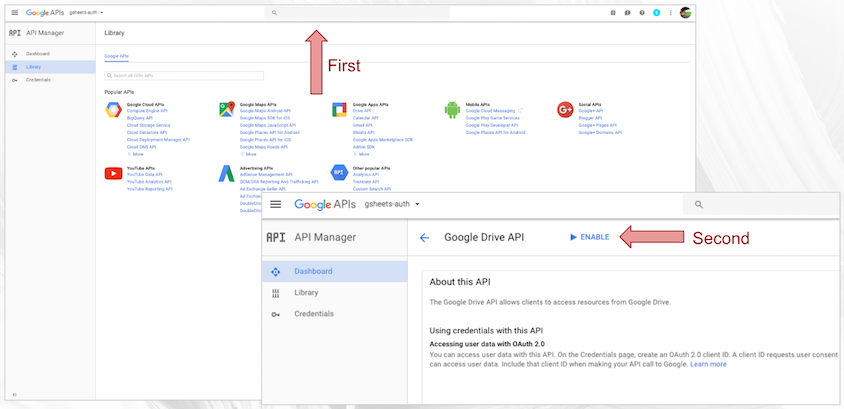 Google APIs gsheets-auth
API API Manager
Library
Dashboard
Library
Credentials
Google APIs
Search all 100+ APIs
Popular APIs
Google Cloud APIs
Compute Engine API
BigQuery API
Cloud Storage Service
Cloud Datastore API
Cloud Deployment Manager API
Cloud DNS API
More
Google Maps APIs
Google Maps Android API
Google Maps SDK for iOS
Google Maps JavaScript API
Google Places API for Android
Google Places API for iOS
Google Maps Roads API
More
Google Apps APIs
Drive API
Calendar API
Gmail API
Sheets API
Google Apps Marketplace SDK
Admin SDK
More
Mobile APIs
Google Cloud Messaging
Google Play Game Services
Google Play Developer API
Google Places API for Android
Social APIs
Google+ API
Blogger API
Google+ Pages API
Google+ Domains API
YouTube APIs
YouTube Data API
YouTube Analytics API
YouTube Reporting API
Advertising APIs
AdSense Management API
DCM/DFA Reporting And Trafficking API
Ad Exchange Seller API
Ad Exchange
DoubleClic
DoubleClic
API
Other popular APIs
Analytics API
Translate API
Custom Search API
First
Google APIs gsheets-auth
API API Manager
Dashboard
Library
Credentials
Google Drive API ENABLE
Second
About this API
The Google Drive API allows clients to access resources from Google Drive.
Using credentials with this API
Accessing user data with OAuth 2.0
You can access user data with this API. On the Credentials page, create an OAuth 2.0 client ID. A client ID requests user consent
can access user data. Include that client ID when making your API call to Google. Learn more